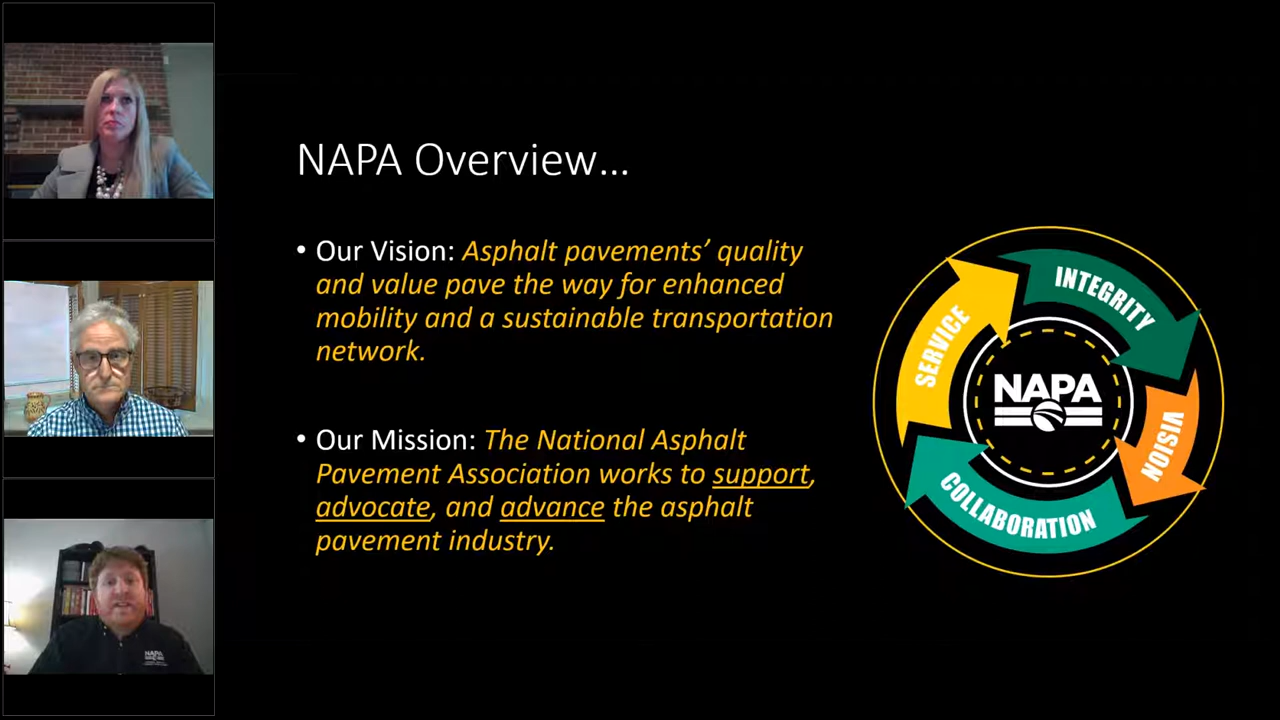 NAPA Overview…
• Our Vision: Asphalt pavements’ quality
and value pave the way for enhanced
mobility and a sustainable transportation
network.
• Our Mission: The National Asphalt
Pavement Association works to support,
advocate, and advance the asphalt
pavement industry.
SERVICE
INTEGRITY
VISION
COLLABORATION
NAPA
NAPA